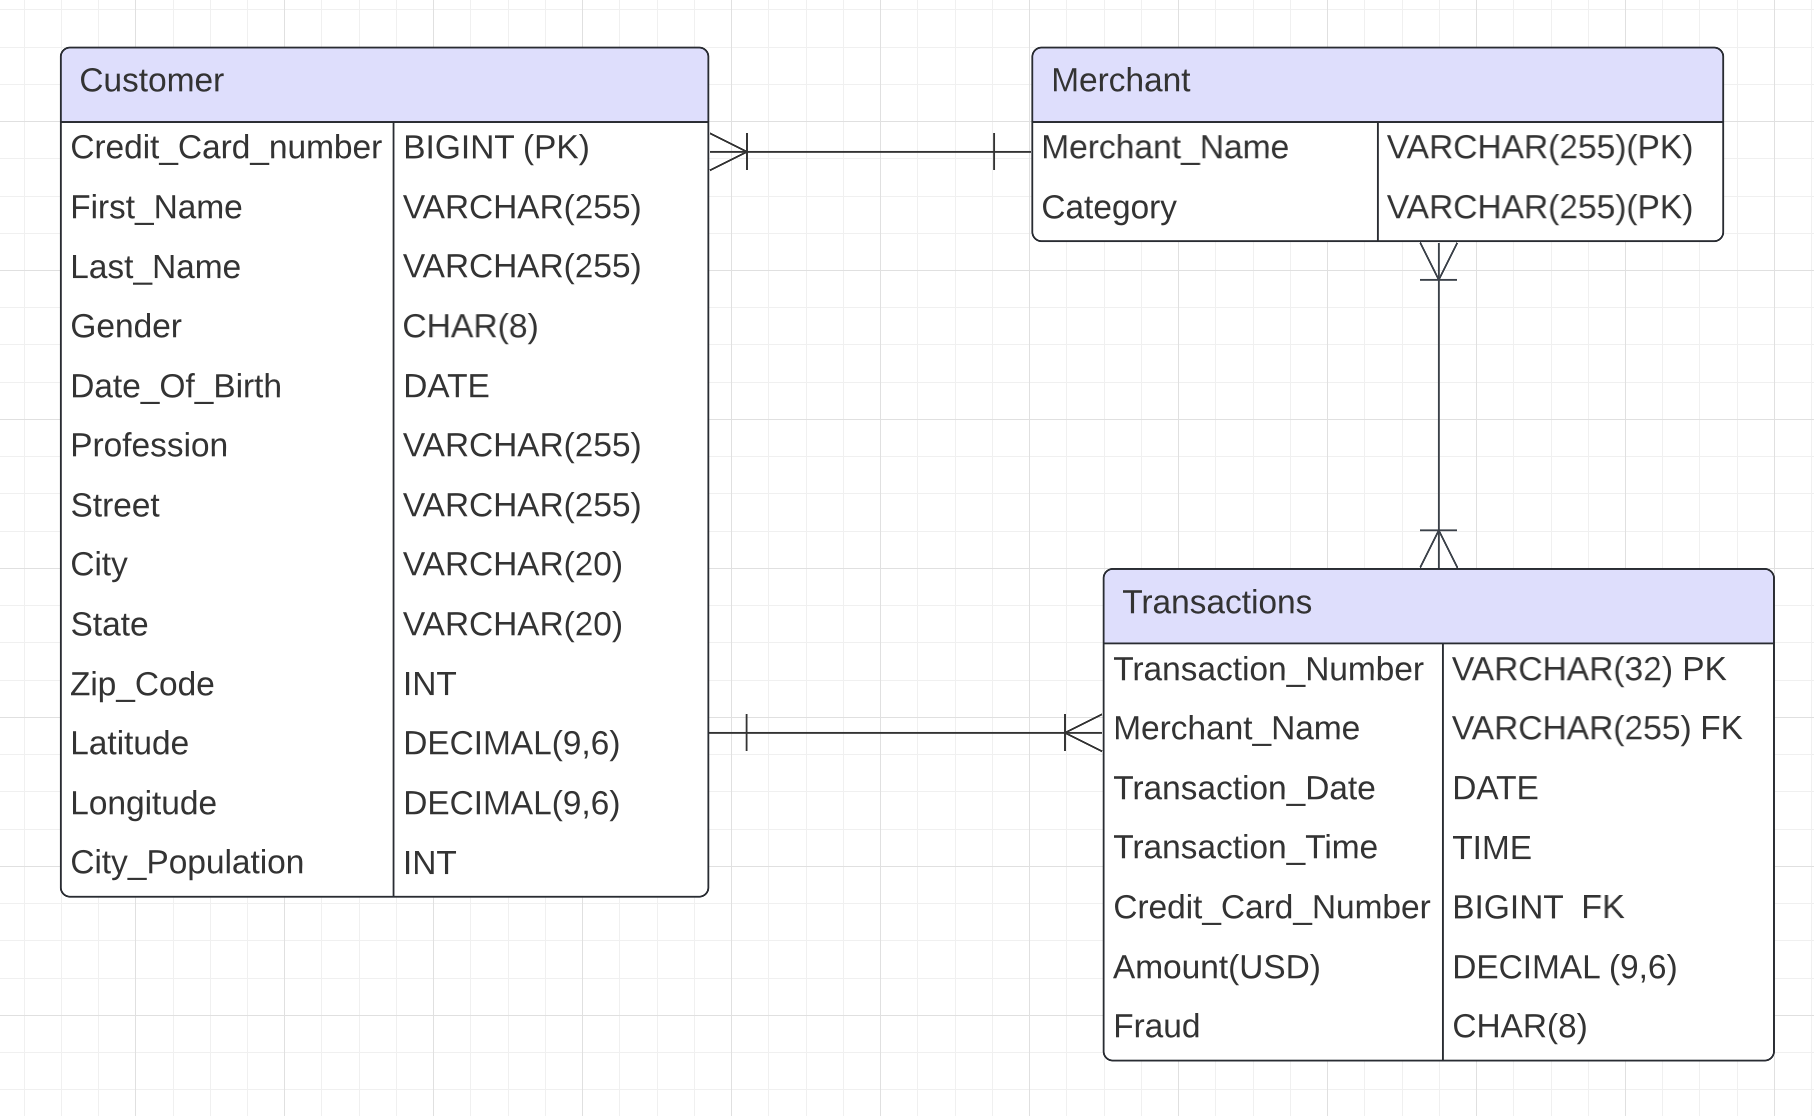 Customer
Credit_Card_number BIGINT (PK)
First_Name VARCHAR(255)
Last_Name VARCHAR(255)
Gender CHAR(8)
Date_Of_Birth DATE
Profession VARCHAR(255)
Street VARCHAR(255)
City VARCHAR(20)
State VARCHAR(20)
Zip_Code INT
Latitude DECIMAL(9,6)
Longitude DECIMAL(9,6)
City_Population INT
Merchant
Merchant_Name VARCHAR(255)(PK)
Category VARCHAR(255)(PK)
Transactions
Transaction_Number VARCHAR(32) PK
Merchant_Name VARCHAR(255) FK
Transaction_Date DATE
Transaction_Time TIME
Credit_Card_Number BIGINT  FK
Amount(USD) DECIMAL (9,6)
Fraud CHAR(8)